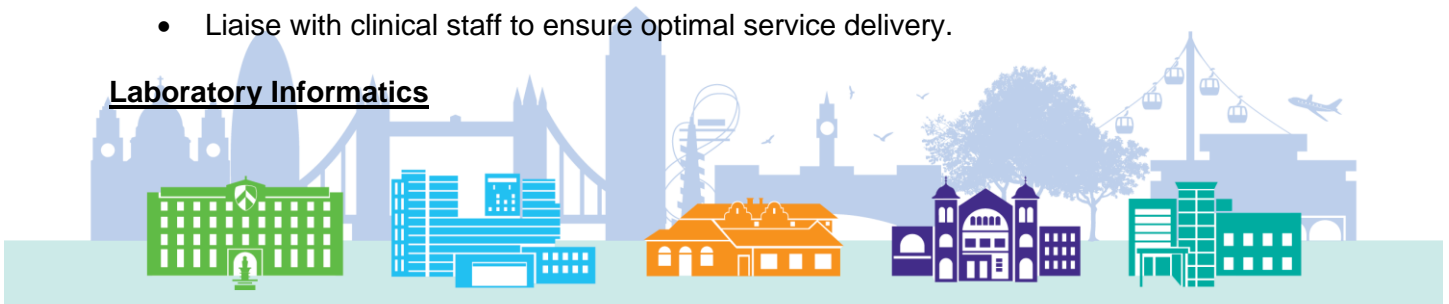 • Liaise with clinical staff to ensure optimal service delivery.
Laboratory Informatics